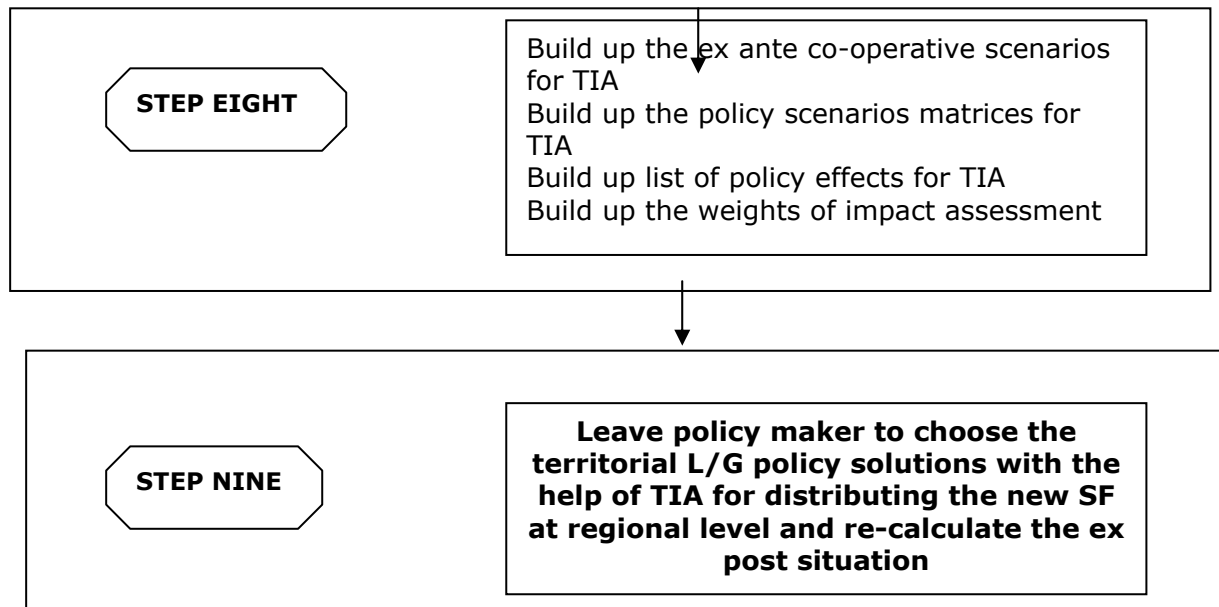 STEP EIGHT
Build up the ex ante co-operative scenarios
for TIA
Build up the policy scenarios matrices for
TIA
Build up list of policy effects for TIA
Build up the weights of impact assessment
STEP NINE
Leave policy maker to choose the
territorial L/G policy solutions with the
help of TIA for distributing the new SF
at regional level and re-calculate the ex
post situation